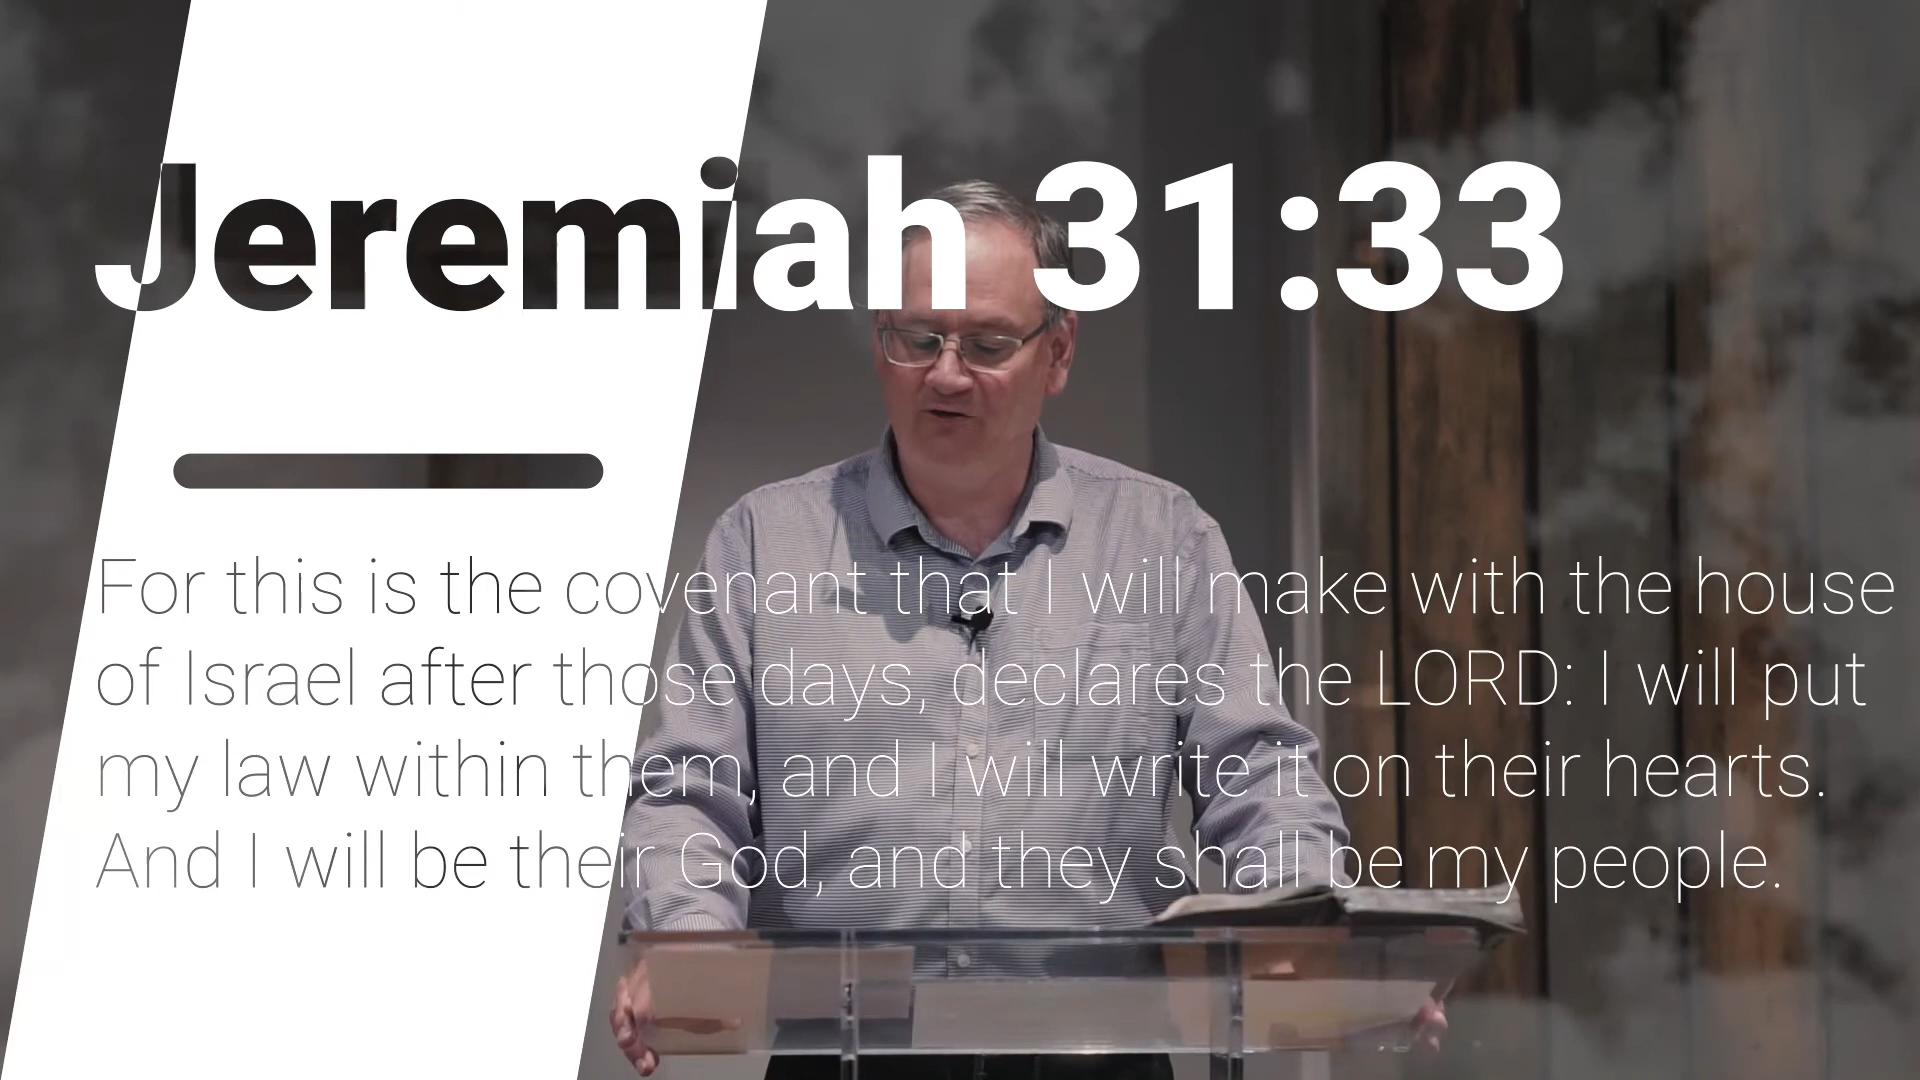 Jeremiah 31:33
For this is the covenant that I will make with the house
of Israel after those days, declares the LORD: I will put
my law within them, and I will write it on their hearts.
And I will be their God, and they shall be my people.